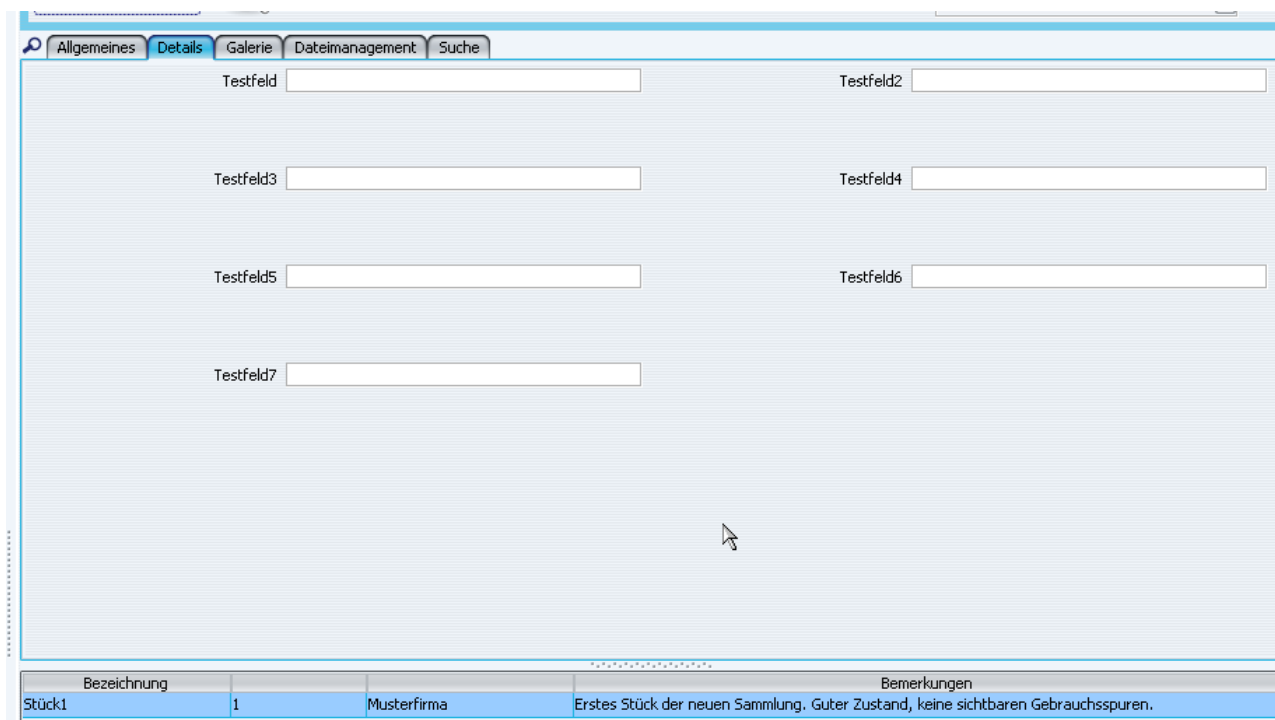 Allgemeines Details Galerie Dateimanagement Suche
Testfeld Testfeld2
Testfeld3 Testfeld4
Testfeld5 Testfeld6
Testfeld7
Bezeichnung Bemerkungen
Stück1 1 Musterfirma Erstes Stück der neuen Sammlung. Guter Zustand, keine sichtbaren Gebrauchsspuren.